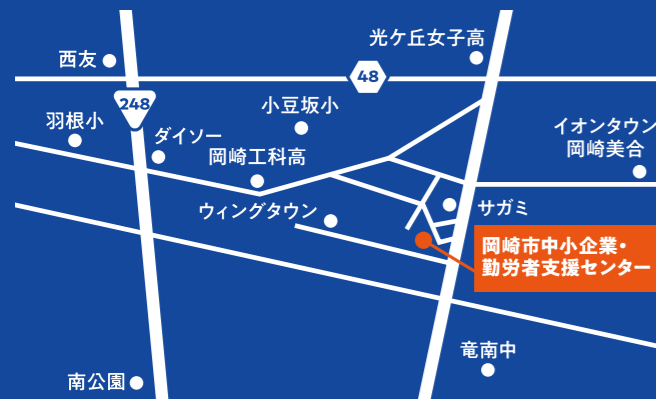 光ケ丘女子高
西友
48
248
小豆坂小
羽根小
ダイソー
イオンタウン
岡崎美合
岡崎工科高
ウィングタウン
サガミ
岡崎市中小企業・
勤労者支援センター
竜南中
南公園